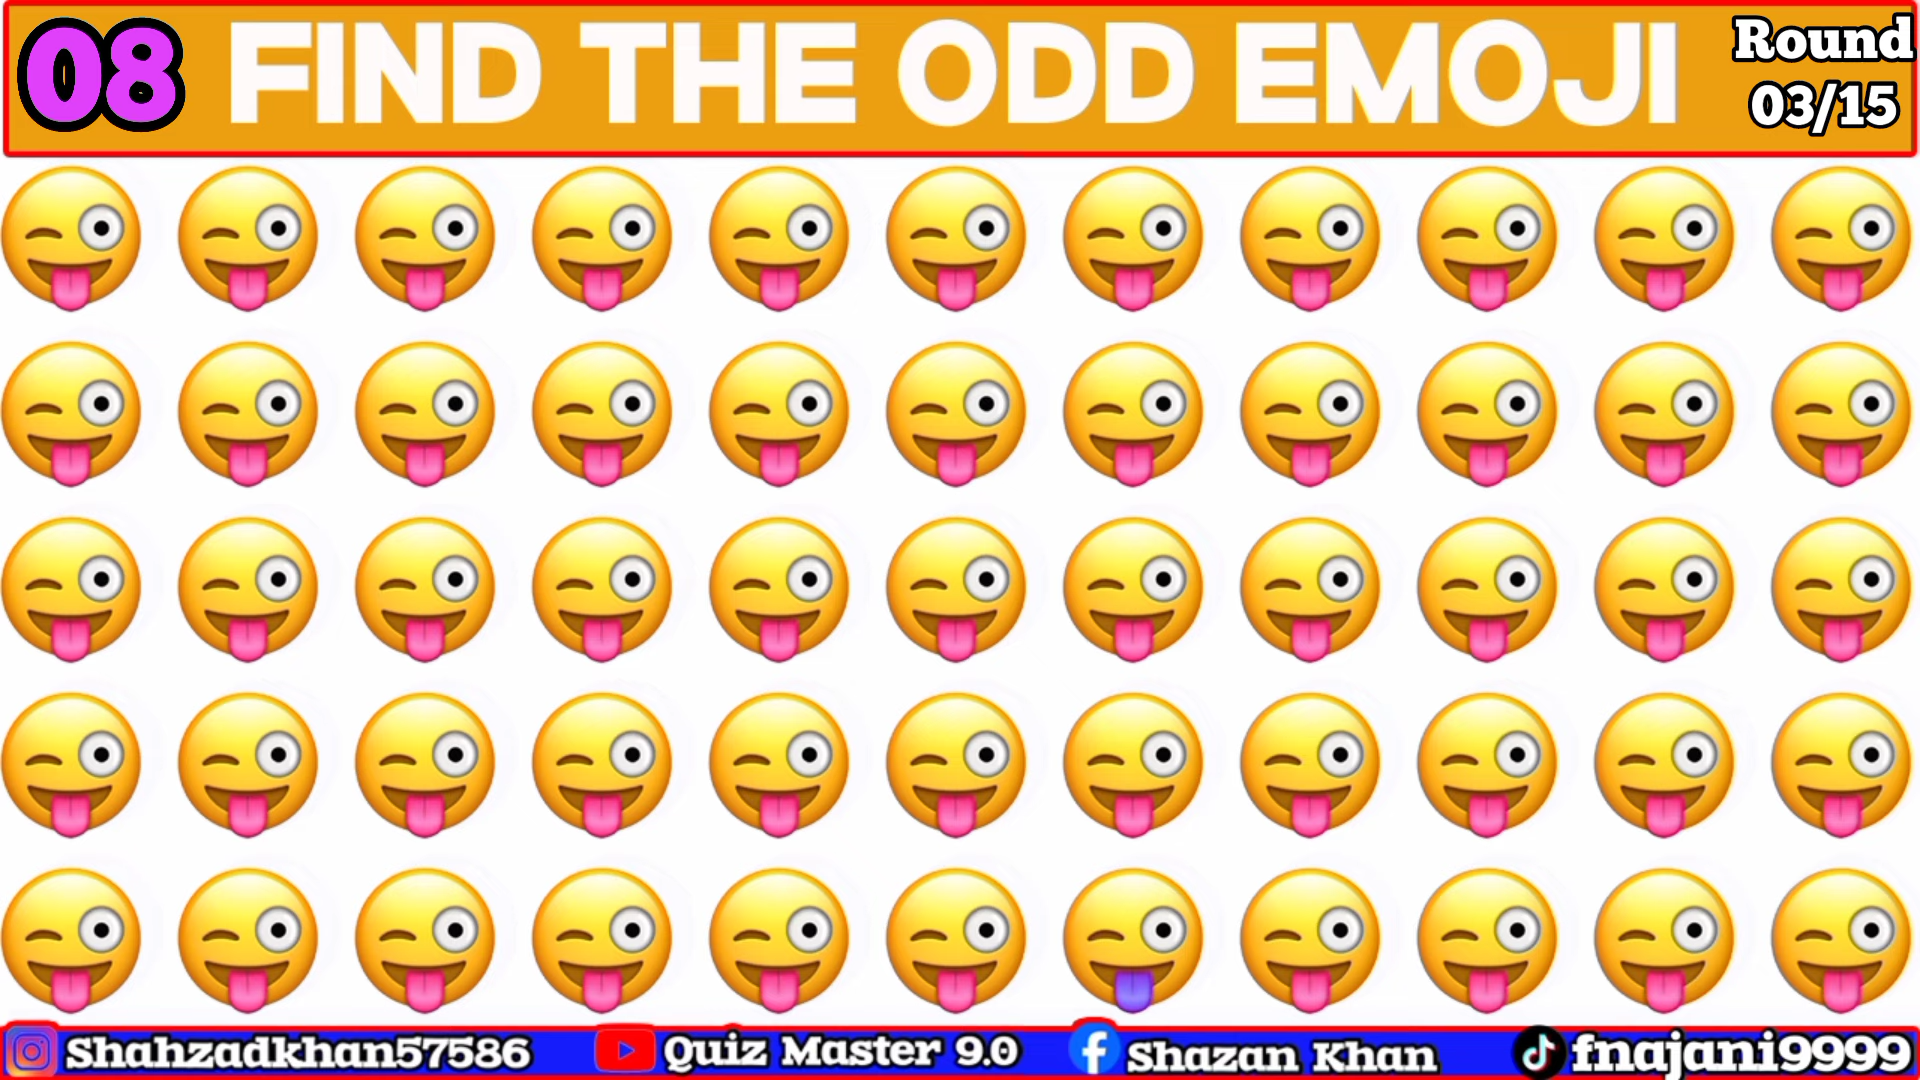 08 FIND THE ODD EMOJI
Round
03/15
Shahzadkhan57586 Quiz Master 9.0 Shazan Khan fnajani9999